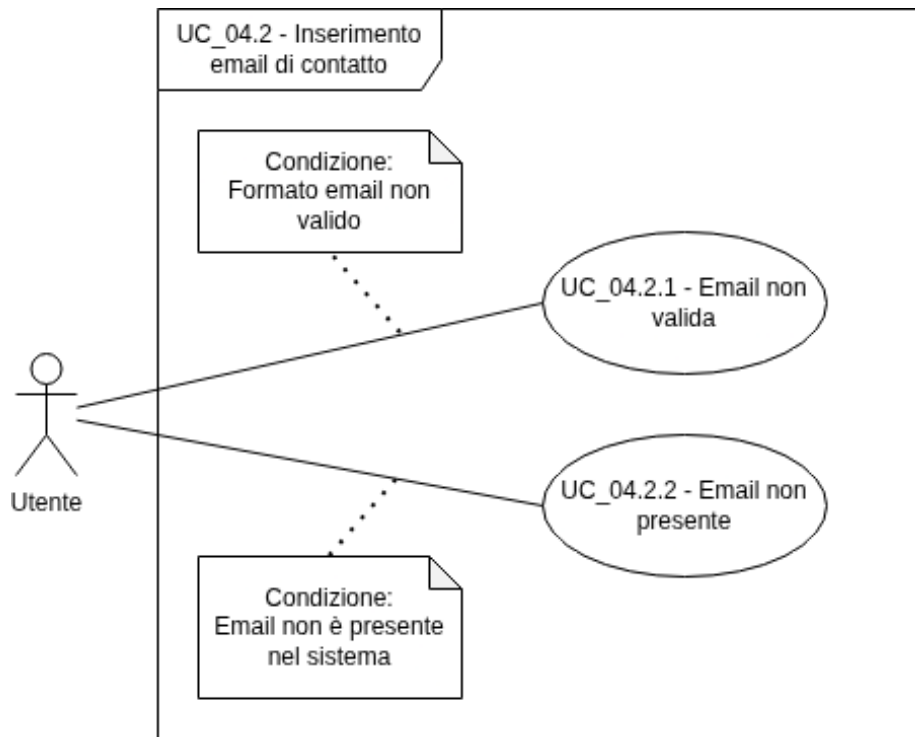 UC_04.2 - Inserimento
email di contatto
Condizione:
Formato email non
valido
UC_04.2.1 - Email non
valida
Utente
UC_04.2.2 - Email non
presente
Condizione:
Email non è presente
nel sistema